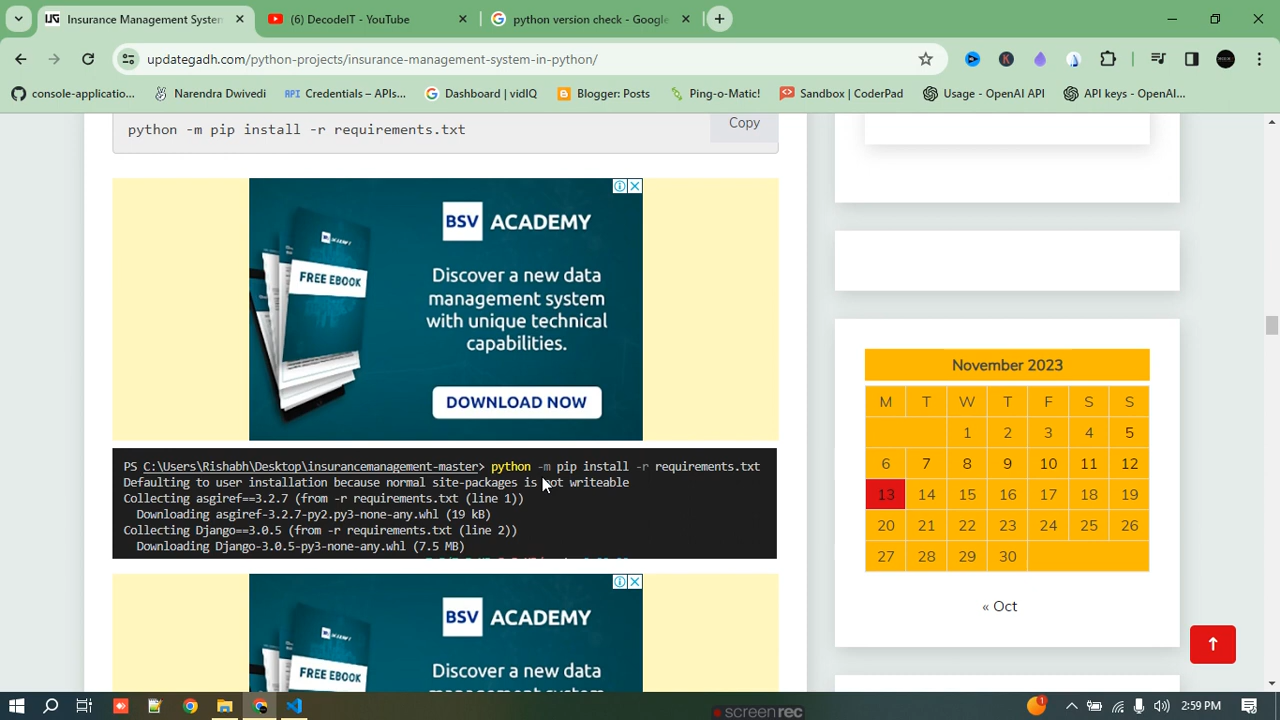 Insurance Management System
(6) DecodeIT - YouTube
python version check - Google
updategadh.com/python-projects/insurance-management-system-in-python/
console-applicatio...
Narendra Dwivedi
API
Credentials – APIs...
Dashboard | vidIQ
Blogger: Posts
Ping-o-Matic!
Sandbox | CoderPad
Usage - OpenAI API
API keys - OpenAI...
python -m pip install -r requirements.txt
Copy
BSV ACADEMY
FREE EBOOK
Discover a new data
management system
with unique technical
capabilities.
DOWNLOAD NOW
PS C:\Users\Rishabh\Desktop\insurancemanagement-master> python -m pip install -r requirements.txt
Defaulting to user installation because normal site-packages is not writeable
Collecting asgiref==3.2.7 (from -r requirements.txt (line 1))
Downloading asgiref-3.2.7-py2.py3-none-any.whl (19 kB)
Collecting Django==3.0.5 (from -r requirements.txt (line 2))
Downloading Django-3.0.5-py3-none-any.whl (7.5 MB)
BSV ACADEMY
FREE EBOOK
Discover a new data
November 2023
M T W T F S S
1 2 3 4 5
6 7 8 9 10 11 12
13 14 15 16 17 18 19
20 21 22 23 24 25 26
27 28 29 30
« Oct
screenrec
2:59 PM